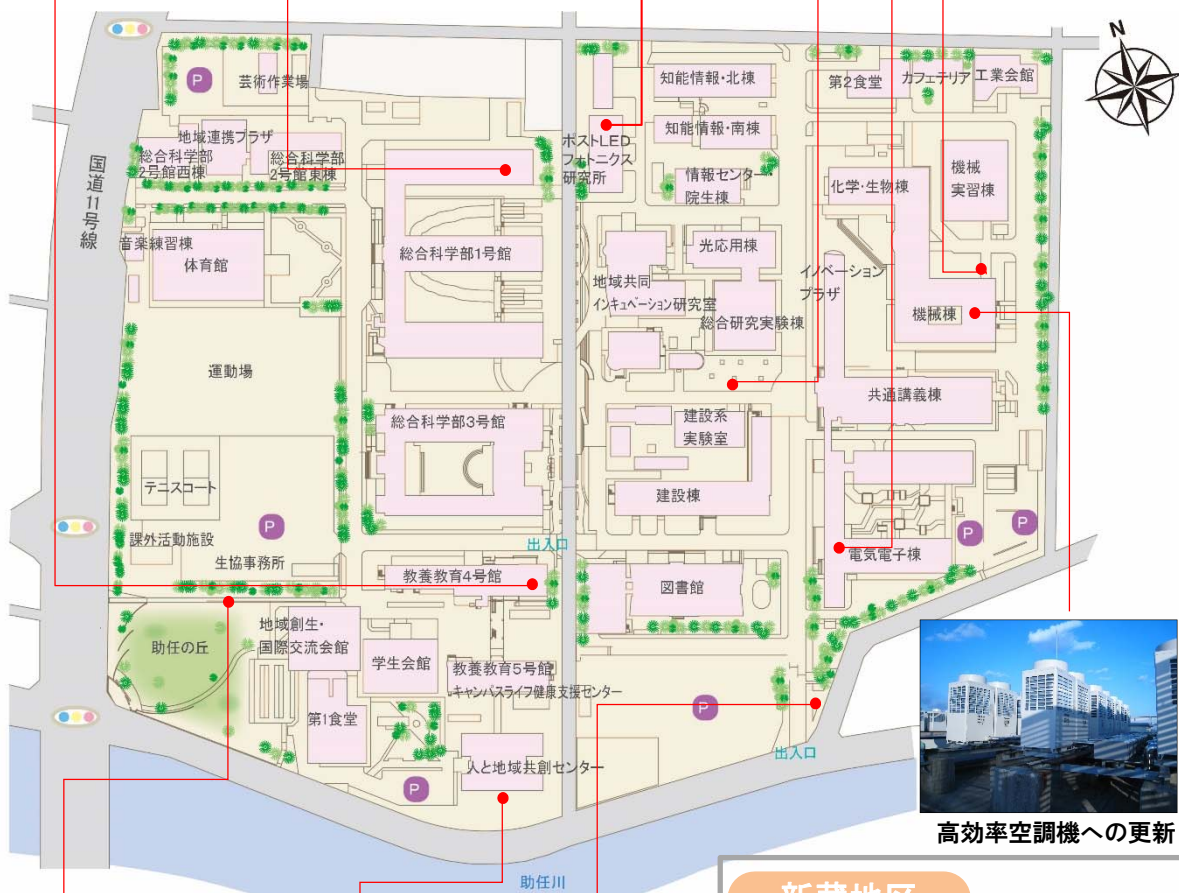 N
P
芸術作業場
知能情報・北棟
第2食堂
カフェテリア
工業会館
地域連携プラザ
総合科学部
2号館西棟
総合科学部
2号館東棟
ポストLED
フォトニクス
研究所
知能情報・南棟
情報センター・
院生棟
化学・生物棟
機械
実習棟
国道11号線
音楽練習棟
体育館
総合科学部1号館
光応用棟
地域共同
インキュベーション研究室
総合研究実験棟
イノベーション
プラザ
機械棟
運動場
共通講義棟
総合科学部3号館
建設系
実験室
テニスコート
建設棟
P
P
P
課外活動施設
出入口
電気電子棟
生協事務所
教養教育4号館
図書館
助任の丘
地域創生・
国際交流会館
学生会館
教養教育5号館
キャンパスライフ健康支援センター
第1食堂
P
出入口
人と地域共創センター
P
高効率空調機への更新
助任川
新蔵地区